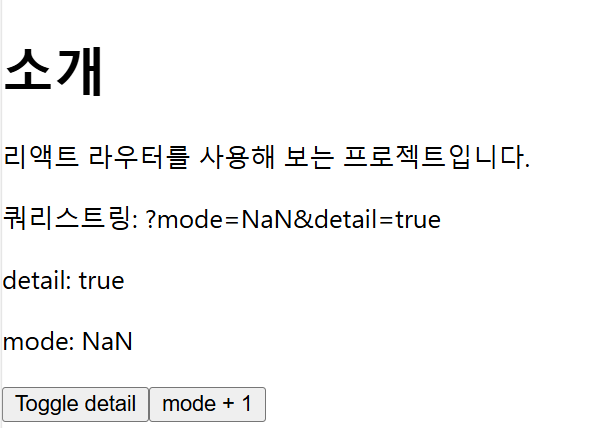 소개
리액트 라우터를 사용해 보는 프로젝트입니다.
쿼리스트링: ?mode=NaN&detail=true
detail: true
mode: NaN
Toggle detail mode + 1